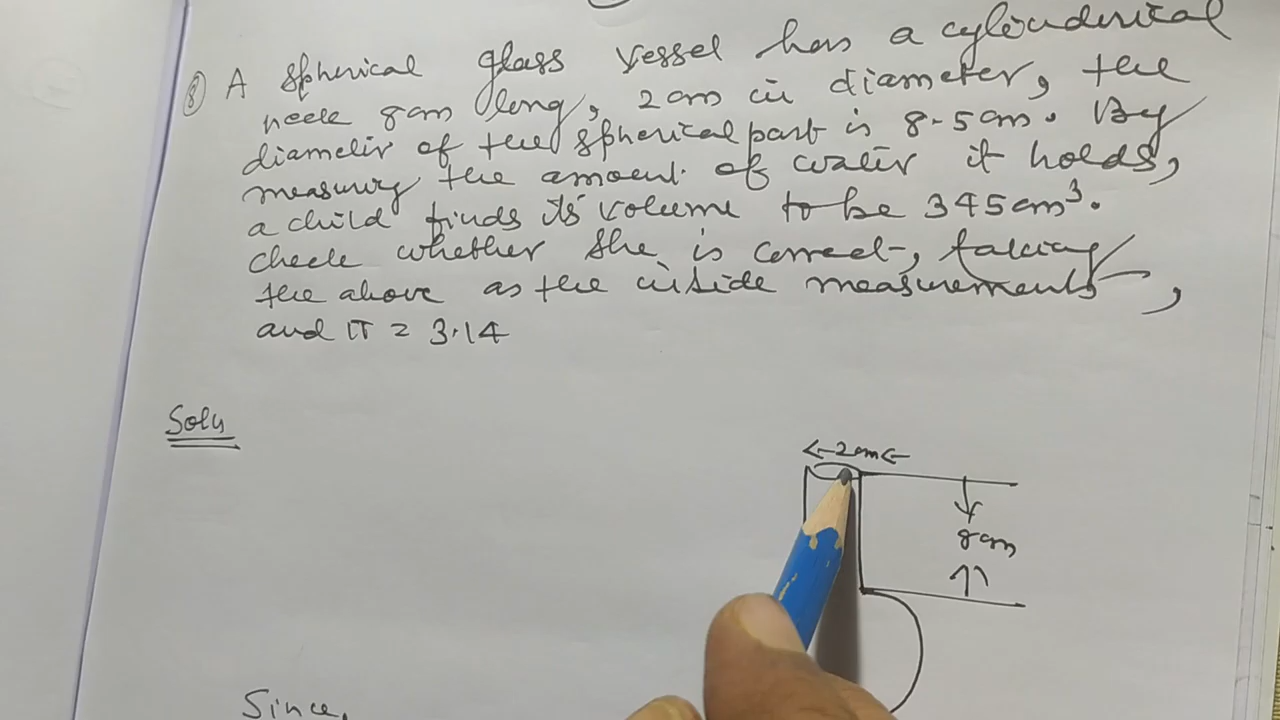 8) A spherical glass vessel has a cylinderical
neck 8cm long, 2cm in diameter, the
diameter of the spherical part is 8.5cm. By
measuring the amount of water it holds,
a child finds its volume to be 345cm³.
check whether she is correct, taking
the above as the inside measurements,
and π = 3.14
Soln
←2cm←
↓
8cm
↑
Since,